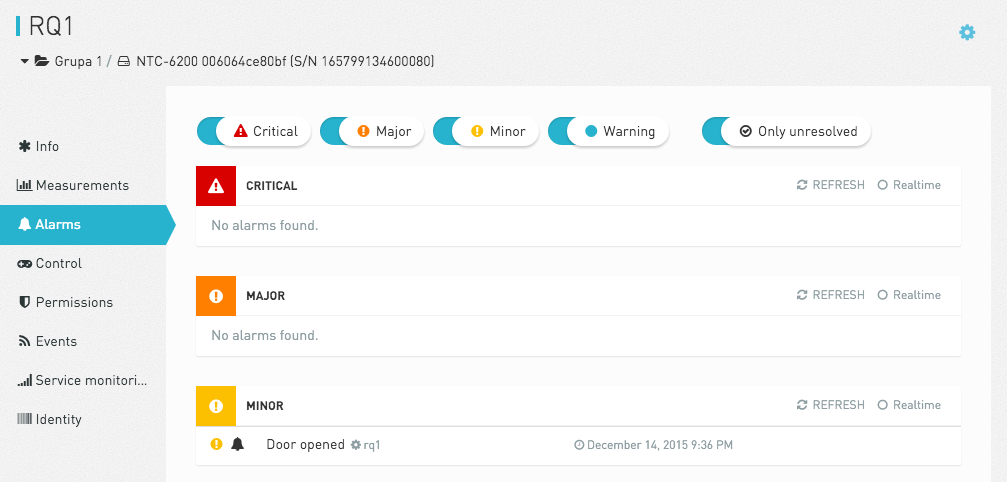 RQ1
Grupa 1 / NTC-6200 006064ce80bf (S/N 165799134600080)
Critical Major Minor Warning Only unresolved
Info
Measurements
Alarms
Control
Permissions
Events
Service monitori...
Identity
CRITICAL REFRESH Realtime
No alarms found.
MAJOR REFRESH Realtime
No alarms found.
MINOR REFRESH Realtime
Door opened rq1 December 14, 2015 9:36 PM